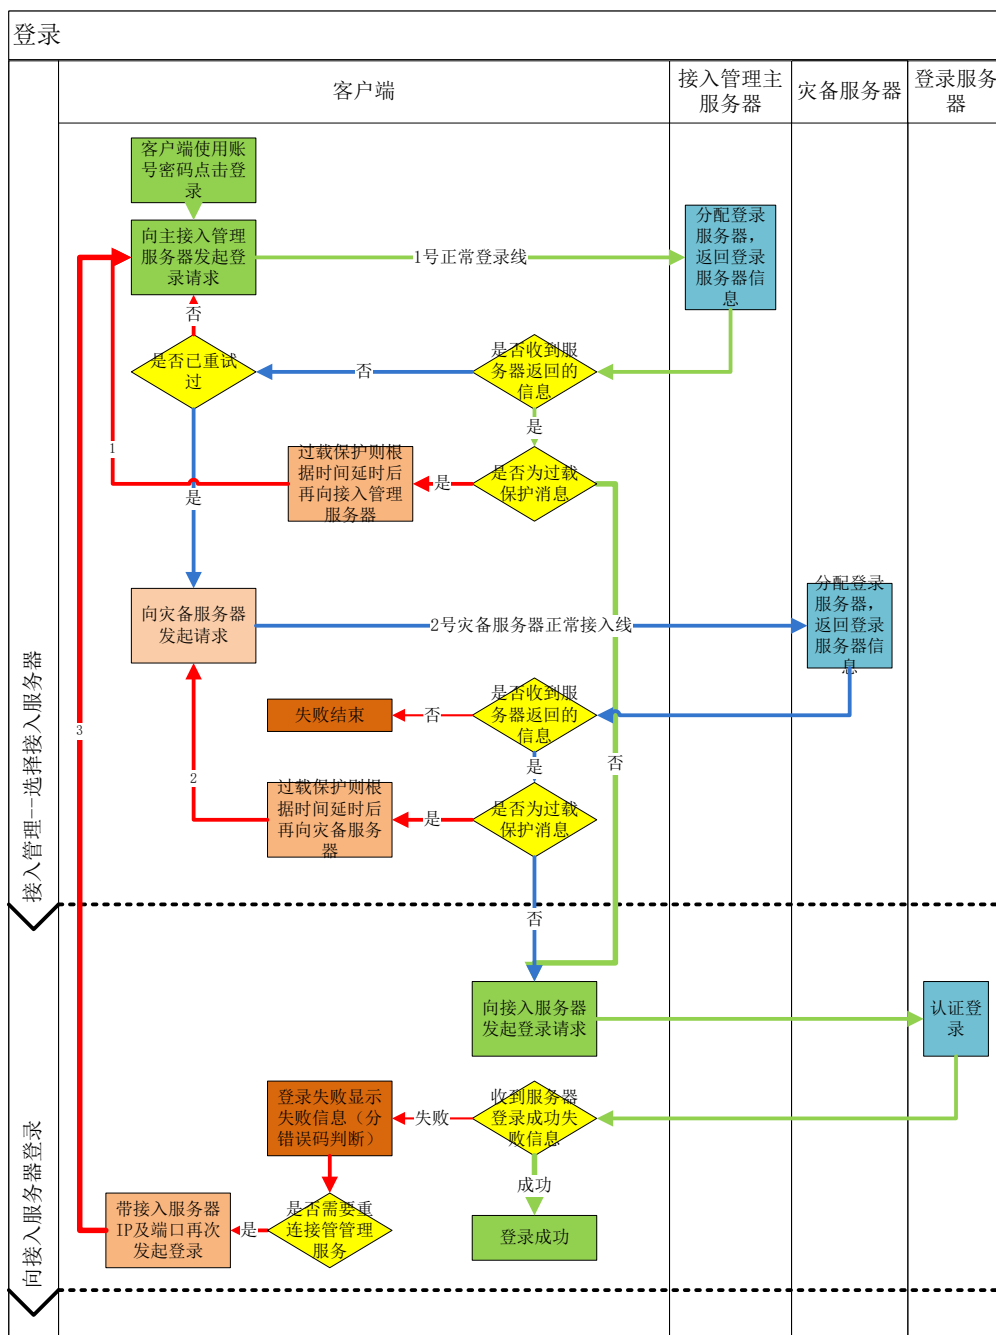 登录
客户端
接入管理主
服务器
灾备服务器
登录服务
器
接入管理--选择接入服务器
客户端使用账
号密码点击登
录
向主接入管理
服务器发起登
录请求
1号正常登录线
分配登录
服务器，
返回登录
服务器信
息
否
是否已重试
过
否
是否收到服
务器返回的
信息
是
1
过载保护则根
据时间延时后
再向接入管理
服务器
是
是否为过载
保护消息
是
向灾备服务器
发起请求
2号灾备服务器正常接入线
分配登录
服务器，
返回登录
服务器信
息
失败结束
否
是否收到服
务器返回的
信息
3
否
是
2
过载保护则根
据时间延时后
再向灾备服务
器
是
是否为过载
保护消息
否
向接入服务器登录
向接入服务器
发起登录请求
认证登
录
登录失败显示
失败信息（分
错误码判断）
失败
收到服务器
登录成功失
败信息
成功
带接入服务器
IP及端口再次
发起登录
是
是否需要重
连接管管理
服务
登录成功